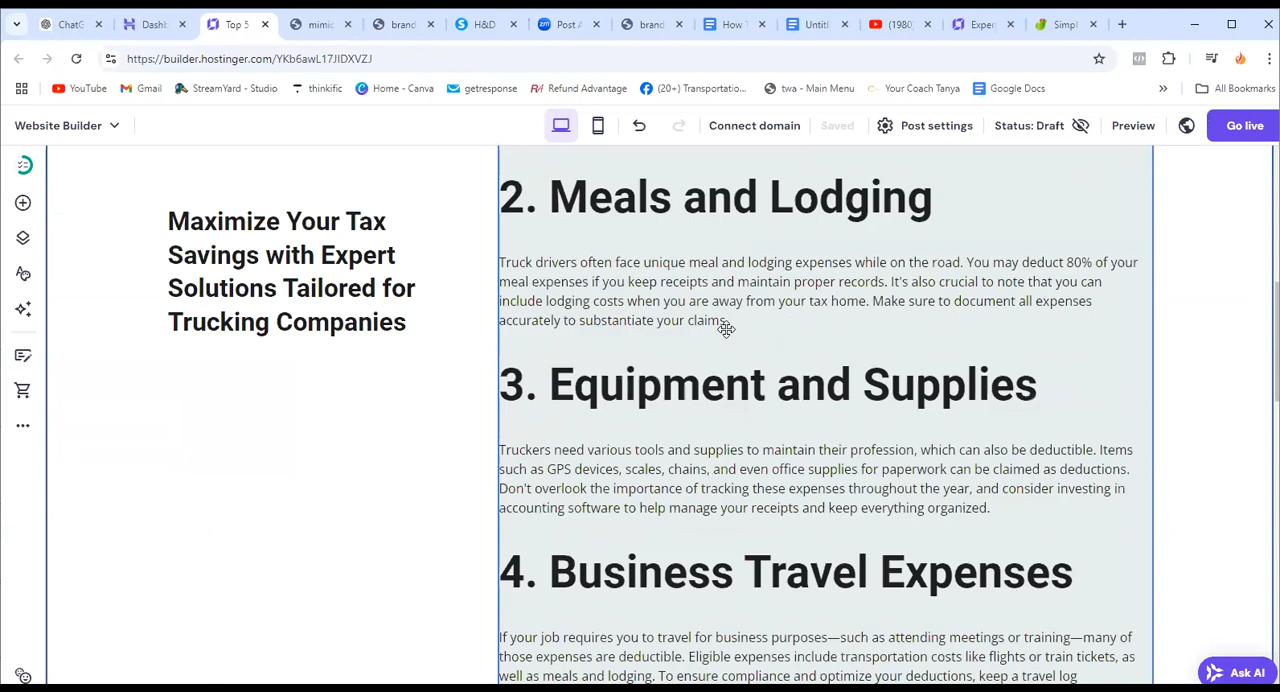 ChatG
Dashb
Top 5
mimic
brand
H&D
Post A
brand
How T
Untitl
(1980)
Exper
Simpl
https://builder.hostinger.com/YKb6awL17JIDXVZJ
YouTube
Gmail
StreamYard - Studio
thinkific
Home - Canva
getresponse
Refund Advantage
(20+) Transportatio...
twa - Main Menu
Your Coach Tanya
Google Docs
»
All Bookmarks
Website Builder
Connect domain
Saved
Post settings
Status: Draft
Preview
Go live
Maximize Your Tax
Savings with Expert
Solutions Tailored for
Trucking Companies
2. Meals and Lodging
Truck drivers often face unique meal and lodging expenses while on the road. You may deduct 80% of your
meal expenses if you keep receipts and maintain proper records. It's also crucial to note that you can
include lodging costs when you are away from your tax home. Make sure to document all expenses
accurately to substantiate your claims.
3. Equipment and Supplies
Truckers need various tools and supplies to maintain their profession, which can also be deductible. Items
such as GPS devices, scales, chains, and even office supplies for paperwork can be claimed as deductions.
Don't overlook the importance of tracking these expenses throughout the year, and consider investing in
accounting software to help manage your receipts and keep everything organized.
4. Business Travel Expenses
If your job requires you to travel for business purposes—such as attending meetings or training—many of
those expenses are deductible. Eligible expenses include transportation costs like flights or train tickets, as
well as meals and lodging. To ensure compliance and optimize your deductions, keep a travel log
Ask AI